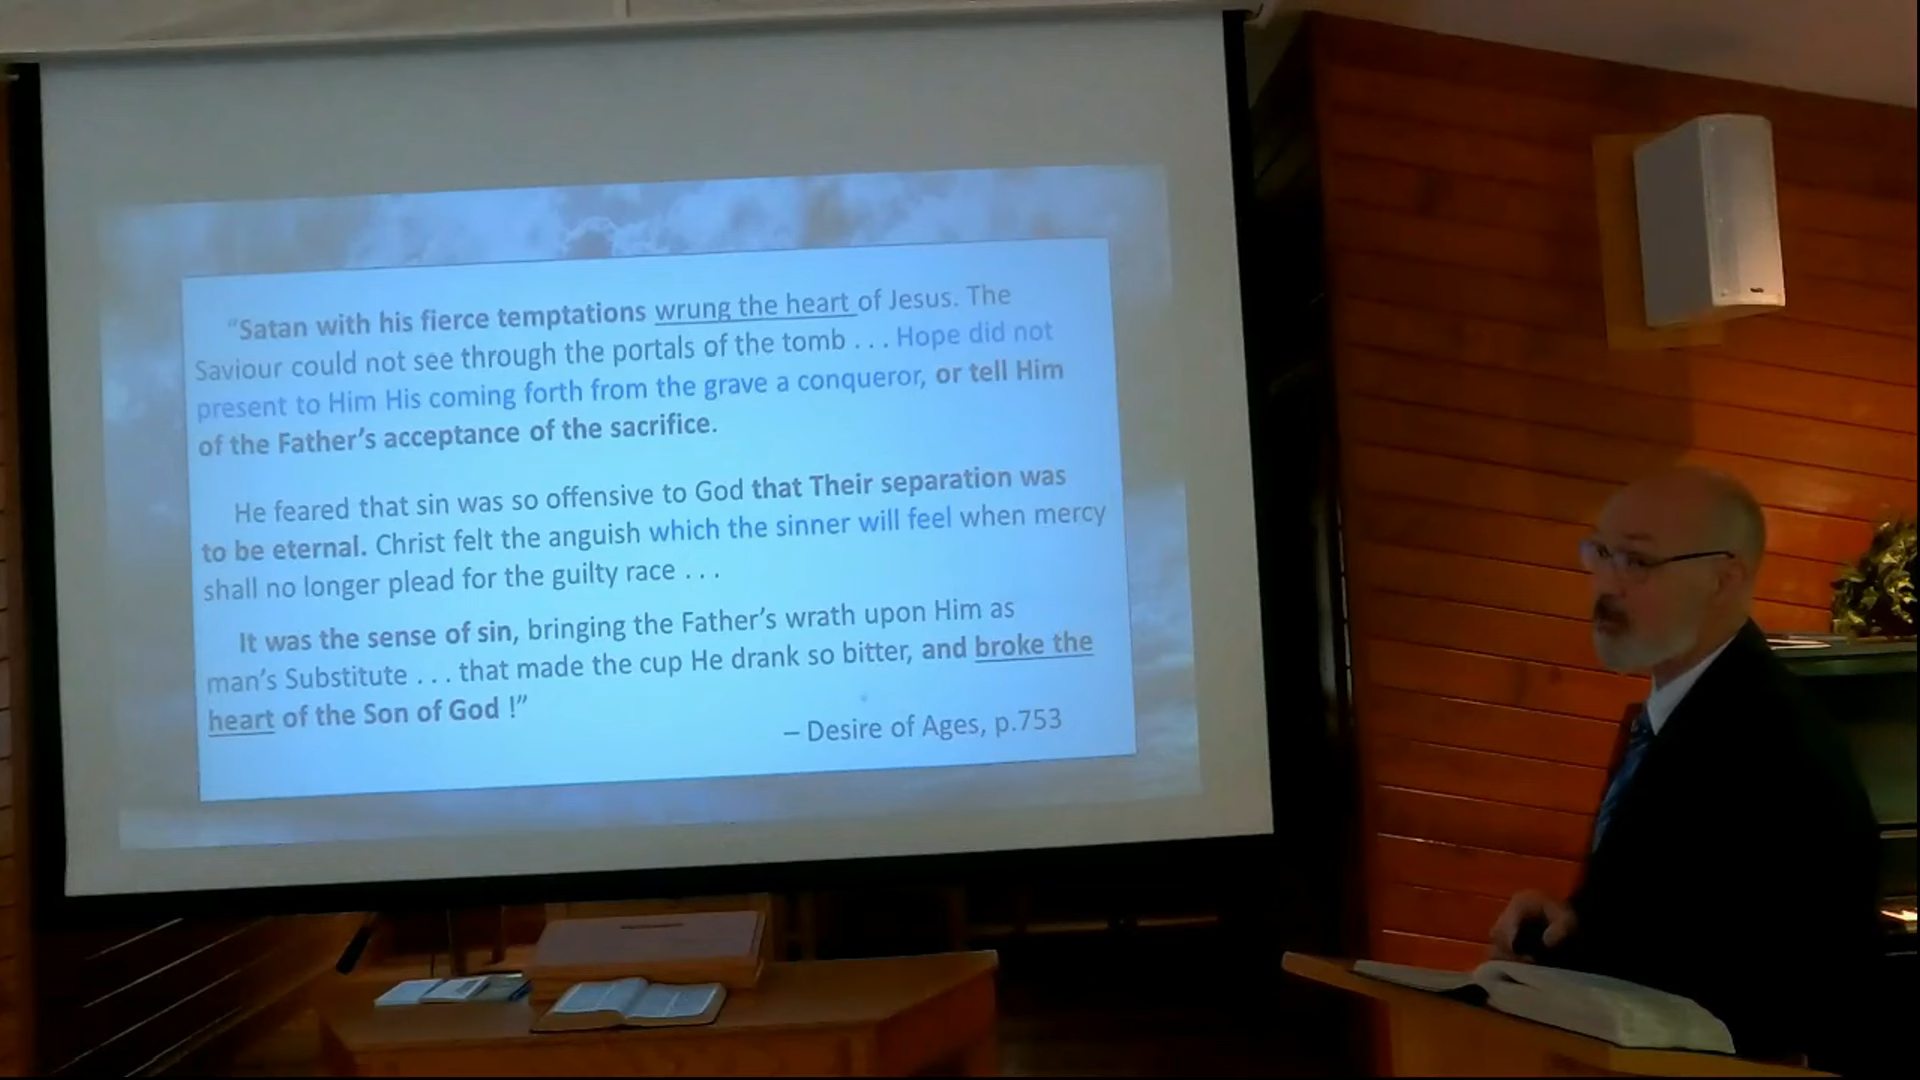 “Satan with his fierce temptations wrung the heart of Jesus. The
Saviour could not see through the portals of the tomb . . . Hope did not
present to Him His coming forth from the grave a conqueror, or tell Him
of the Father’s acceptance of the sacrifice.
He feared that sin was so offensive to God that Their separation was
to be eternal. Christ felt the anguish which the sinner will feel when mercy
shall no longer plead for the guilty race . . .
It was the sense of sin, bringing the Father’s wrath upon Him as
man’s Substitute . . . that made the cup He drank so bitter, and broke the
heart of the Son of God !”
– Desire of Ages, p.753